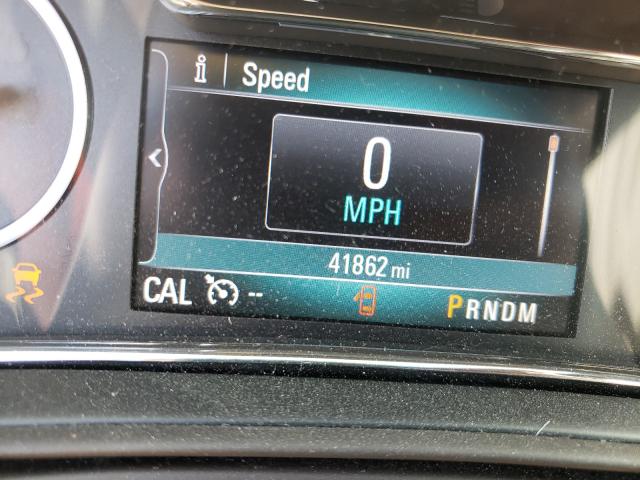 i Speed
0
MPH
41862 mi
CAL --
PRNDM